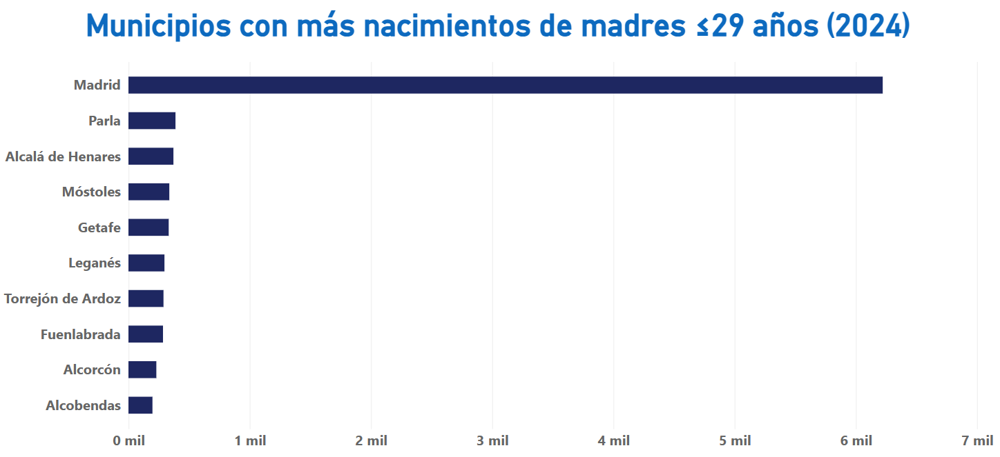 Municipios con más nacimientos de madres ≤29 años (2024)
Madrid
Parla
Alcalá de Henares
Móstoles
Getafe
Leganés
Torrejón de Ardoz
Fuenlabrada
Alcorcón
Alcobendas
0 mil 1 mil 2 mil 3 mil 4 mil 5 mil 6 mil 7 mil